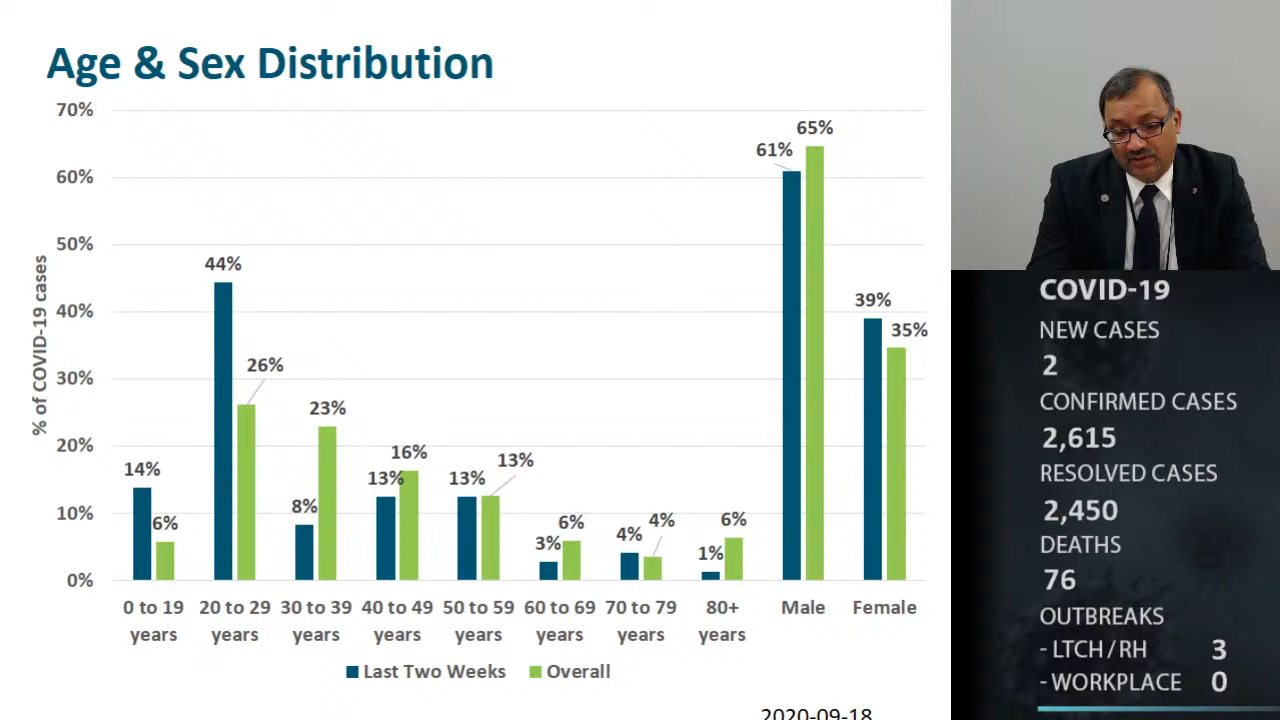 Age & Sex Distribution
% of COVID-19 cases
70%
60%
50%
40%
30%
20%
10%
0%
14%
6%
44%
26%
8%
23%
13%
16%
13%
13%
3%
6%
4%
4%
1%
6%
61%
65%
39%
35%
0 to 19
years
20 to 29
years
30 to 39
years
40 to 49
years
50 to 59
years
60 to 69
years
70 to 79
years
80+
years
Male
Female
Last Two Weeks
Overall
2020-09-18
COVID-19
NEW CASES
2
CONFIRMED CASES
2,615
RESOLVED CASES
2,450
DEATHS
76
OUTBREAKS
- LTCH / RH 3
- WORKPLACE 0